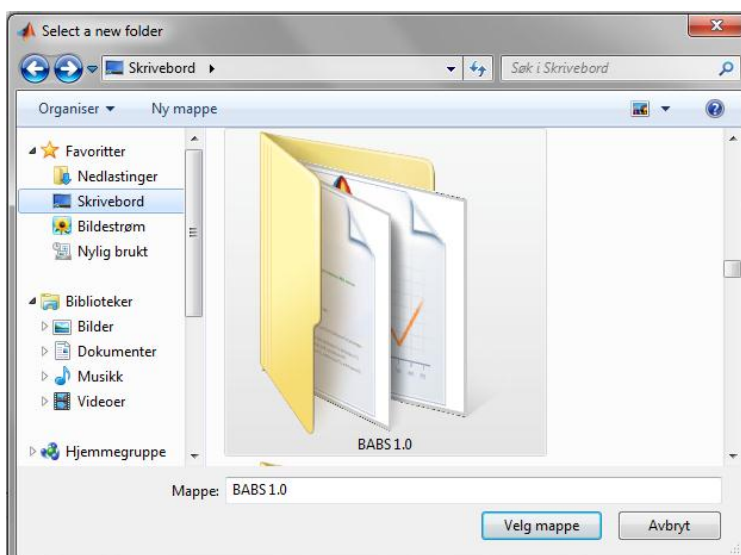 Select a new folder
Skrivebord
Søk i Skrivebord
Organiser
Ny mappe
Favoritter
Nedlastinger
Skrivebord
Bildestrøm
Nylig brukt
Biblioteker
Bilder
Dokumenter
Musikk
Videoer
Hjemmegruppe
BABS 1.0
Mappe: BABS 1.0
Velg mappe
Avbryt